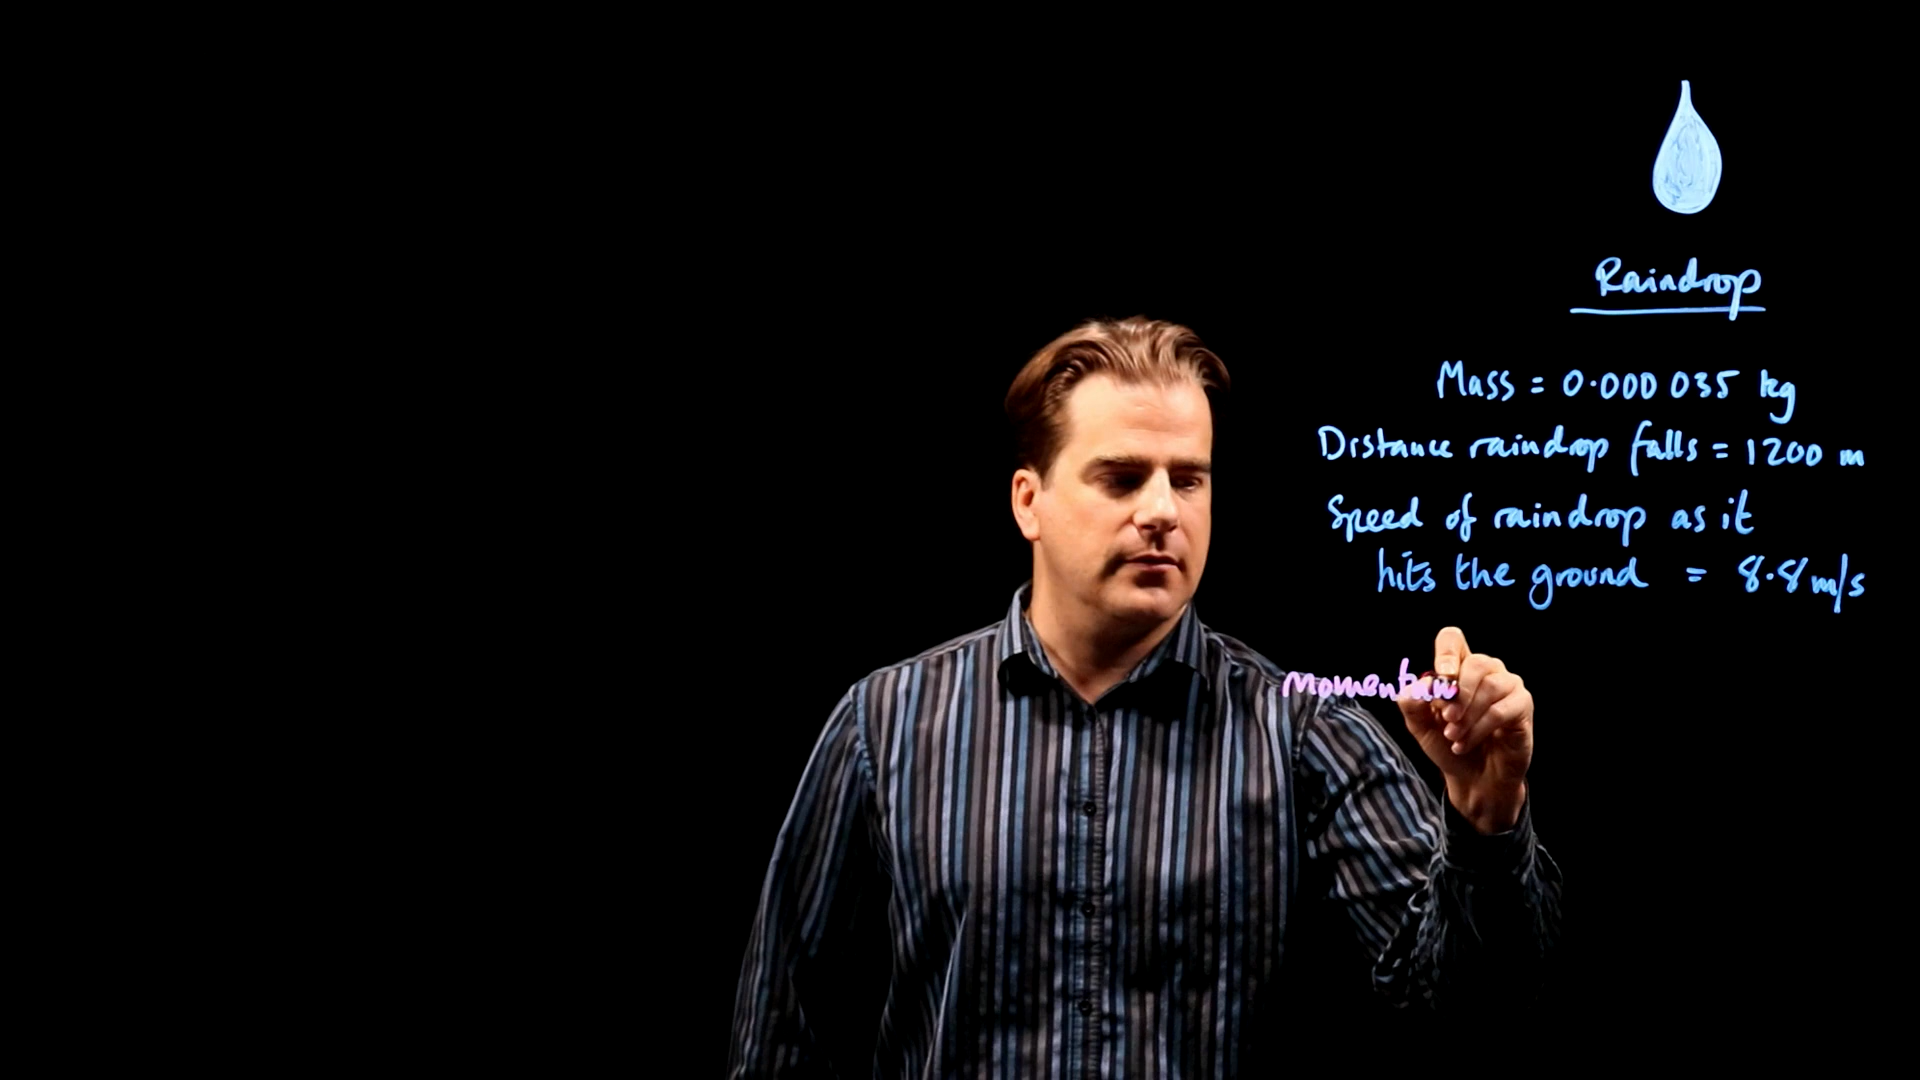 Raindrop
Mass = 0.000 035 kg
Distance raindrop falls = 1200 m
Speed of raindrop as it
hits the ground = 8.8 m/s
Momentum